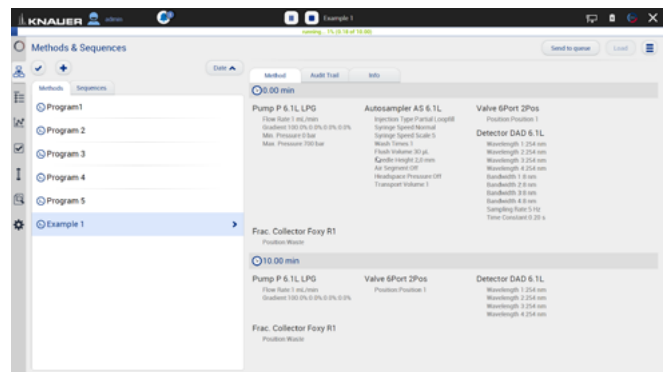 KNAUER admin Example 1
running, 1% (0.18 of 10.00)
Methods & Sequences
Send to queue
Load
Date
Methods
Sequences
Program1
Program 2
Program 3
Program 4
Program 5
Example 1
Method
Audit Trail
Info
0.00 min
Pump P 6.1L LPG
Flow Rate 1 mL/min
Gradient 100.0% 0.0% 0.0% 0.0%
Min. Pressure 0 bar
Max. Pressure 700 bar
Autosampler AS 6.1L
Injection Type Partial Loopfill
Syringe Speed Normal
Syringe Speed Scale 5
Wash Times 1
Flush Volume 30 µL
Needle Height 2,0 mm
Air Segment Off
Headspace Pressure Off
Transport Volume 1
Valve 6Port 2Pos
Position Position 1
Detector DAD 6.1L
Wavelength 1 254 nm
Wavelength 2 254 nm
Wavelength 3 254 nm
Wavelength 4 254 nm
Bandwidth 1 8 nm
Bandwidth 2 8 nm
Bandwidth 3 8 nm
Bandwidth 4 8 nm
Sampling Rate 5 Hz
Time Constant 0.20 s
Frac. Collector Foxy R1
Position Waste
10.00 min
Pump P 6.1L LPG
Flow Rate 1 mL/min
Gradient 100.0% 0.0% 0.0% 0.0%
Valve 6Port 2Pos
Position Position 1
Detector DAD 6.1L
Wavelength 1 254 nm
Wavelength 2 254 nm
Wavelength 3 254 nm
Wavelength 4 254 nm
Frac. Collector Foxy R1
Position Waste